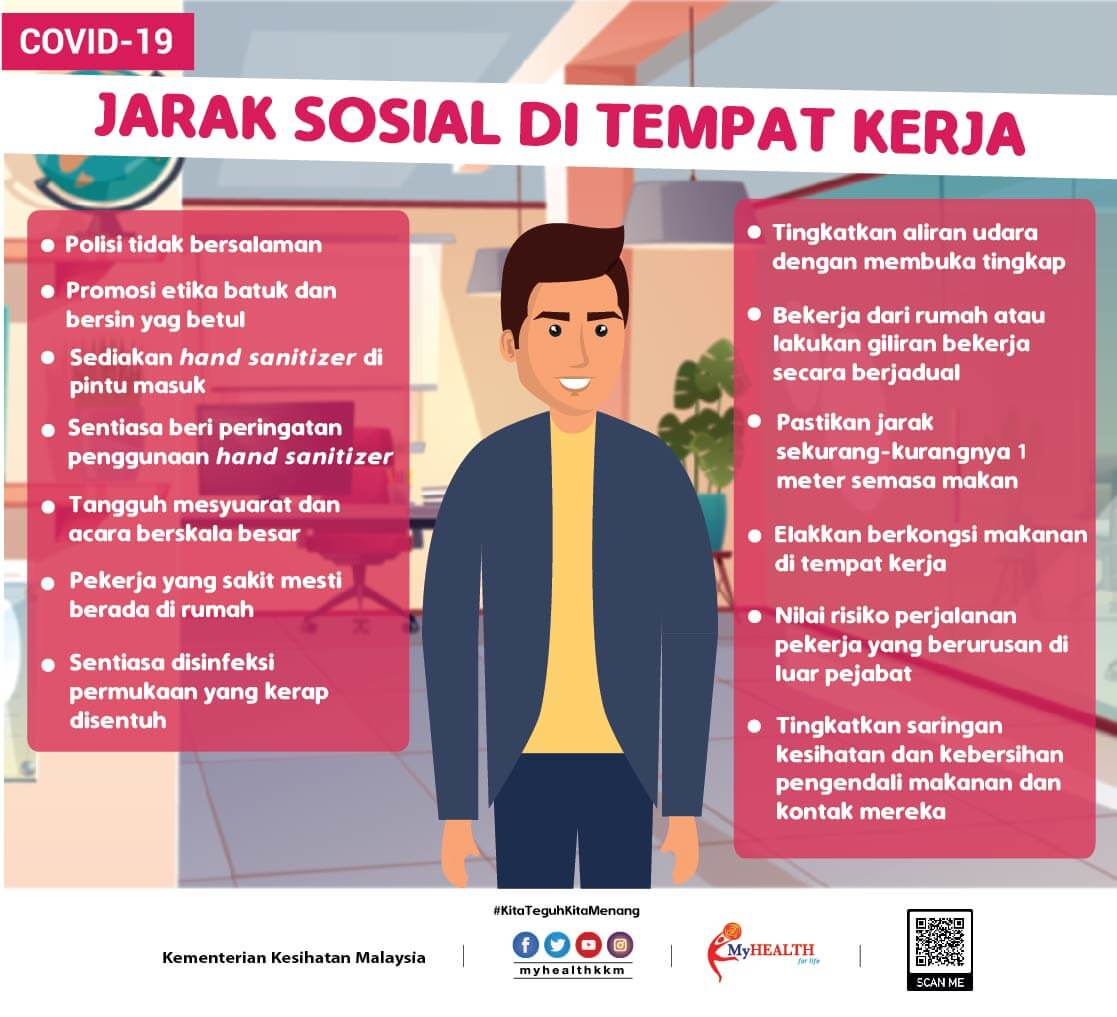 COVID-19
JARAK SOSIAL DI TEMPAT KERJA
Polisi tidak bersalaman
Promosi etika batuk dan
bersin yag betul
Sediakan hand sanitizer di
pintu masuk
Sentiasa beri peringatan
penggunaan hand sanitizer
Tangguh mesyuarat dan
acara berskala besar
Pekerja yang sakit mesti
berada di rumah
Sentiasa disinfeksi
permukaan yang kerap
disentuh
Tingkatkan aliran udara
dengan membuka tingkap
Bekerja dari rumah atau
lakukan giliran bekerja
secara berjadual
Pastikan jarak
sekurang-kurangnya 1
meter semasa makan
Elakkan berkongsi makanan
di tempat kerja
Nilai risiko perjalanan
pekerja yang berurusan di
luar pejabat
Tingkatkan saringan
kesihatan dan kebersihan
pengendali makanan dan
kontak mereka
#KitaTeguhKitaMenang
Kementerian Kesihatan Malaysia
myhealthkkm
MyHEALTH
for life
SCAN ME